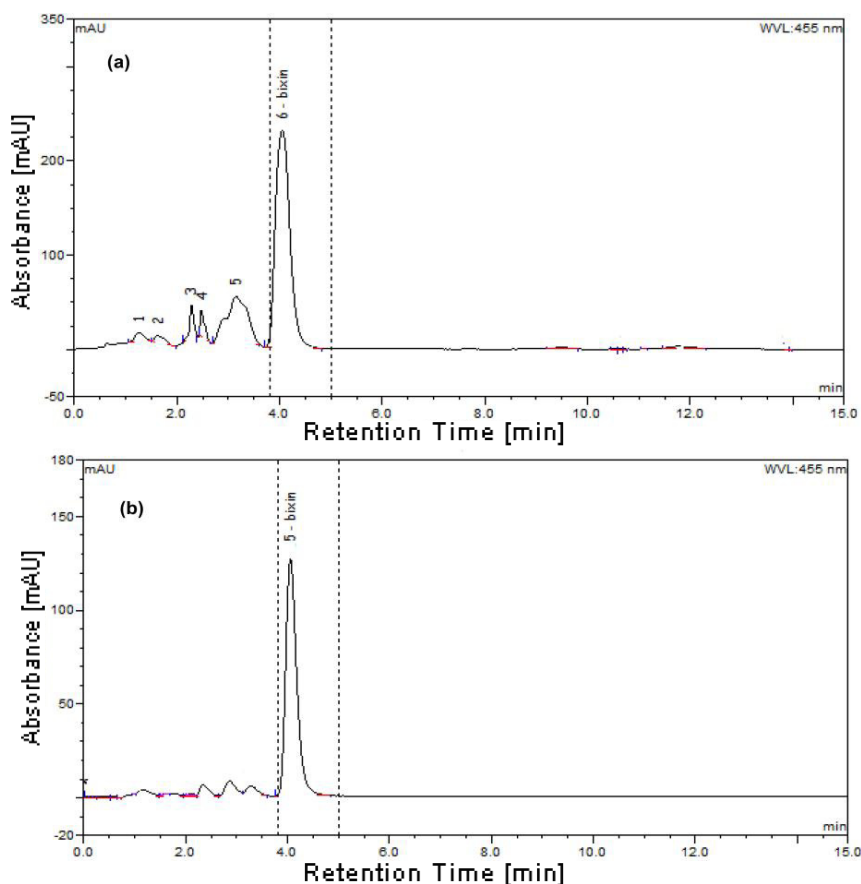 350
mAU
WVL:455 nm
(a)
6 - bixin
Absorbance [mAU]
200
100
1
2
3
4
5
-50
min
0.0 2.0 4.0 6.0 8.0 10.0 12.0 15.0
Retention Time [min]
180
mAU
WVL:455 nm
(b)
5 - bixin
150
Absorbance [mAU]
100
50
-20
min
0.0 2.0 4.0 6.0 8.0 10.0 12.0 15.0
Retention Time [min]